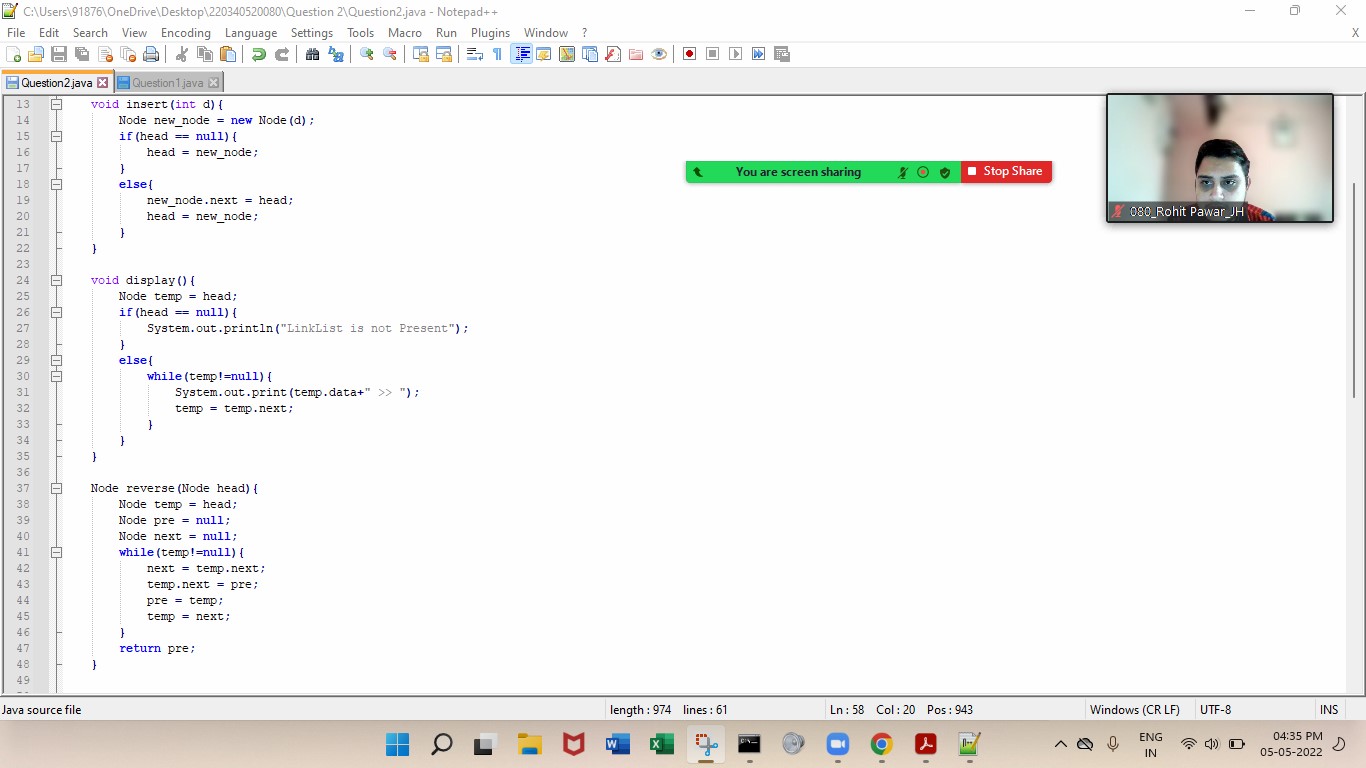 C:\Users\91876\OneDrive\Desktop\220340520080\Question 2\Question2.java - Notepad++
File Edit Search View Encoding Language Settings Tools Macro Run Plugins Window ? X
Question2.java Question1.java
13 void insert(int d){
14 Node new_node = new Node(d);
15 if(head == null){
16 head = new_node;
17 }
18 else{
19 new_node.next = head;
20 head = new_node;
21 }
22 }
23
24 void display(){
25 Node temp = head;
26 if(head == null){
27 System.out.println("LinkList is not Present");
28 }
29 else{
30 while(temp!=null){
31 System.out.print(temp.data+" >> ");
32 temp = temp.next;
33 }
34 }
35 }
36
37 Node reverse(Node head){
38 Node temp = head;
39 Node pre = null;
40 Node next = null;
41 while(temp!=null){
42 next = temp.next;
43 temp.next = pre;
44 pre = temp;
45 temp = next;
46 }
47 return pre;
48 }
49
You are screen sharing Stop Share
080_Rohit Pawar_JH
Java source file length : 974 lines : 61 Ln : 58 Col : 20 Pos : 943 Windows (CR LF) UTF-8 INS
ENG
IN
04:35 PM
05-05-2022